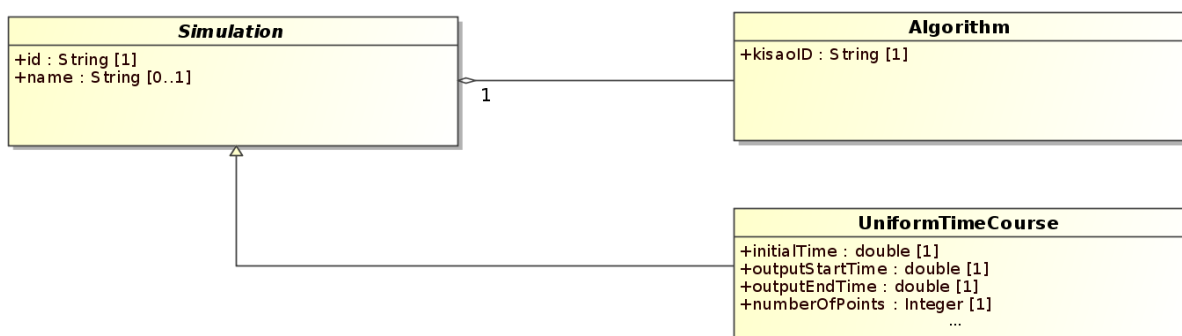 Simulation
+id : String [1]
+name : String [0..1]
1
Algorithm
+kisaoID : String [1]
UniformTimeCourse
+initialTime : double [1]
+outputStartTime : double [1]
+outputEndTime : double [1]
+numberOfPoints : Integer [1]
...